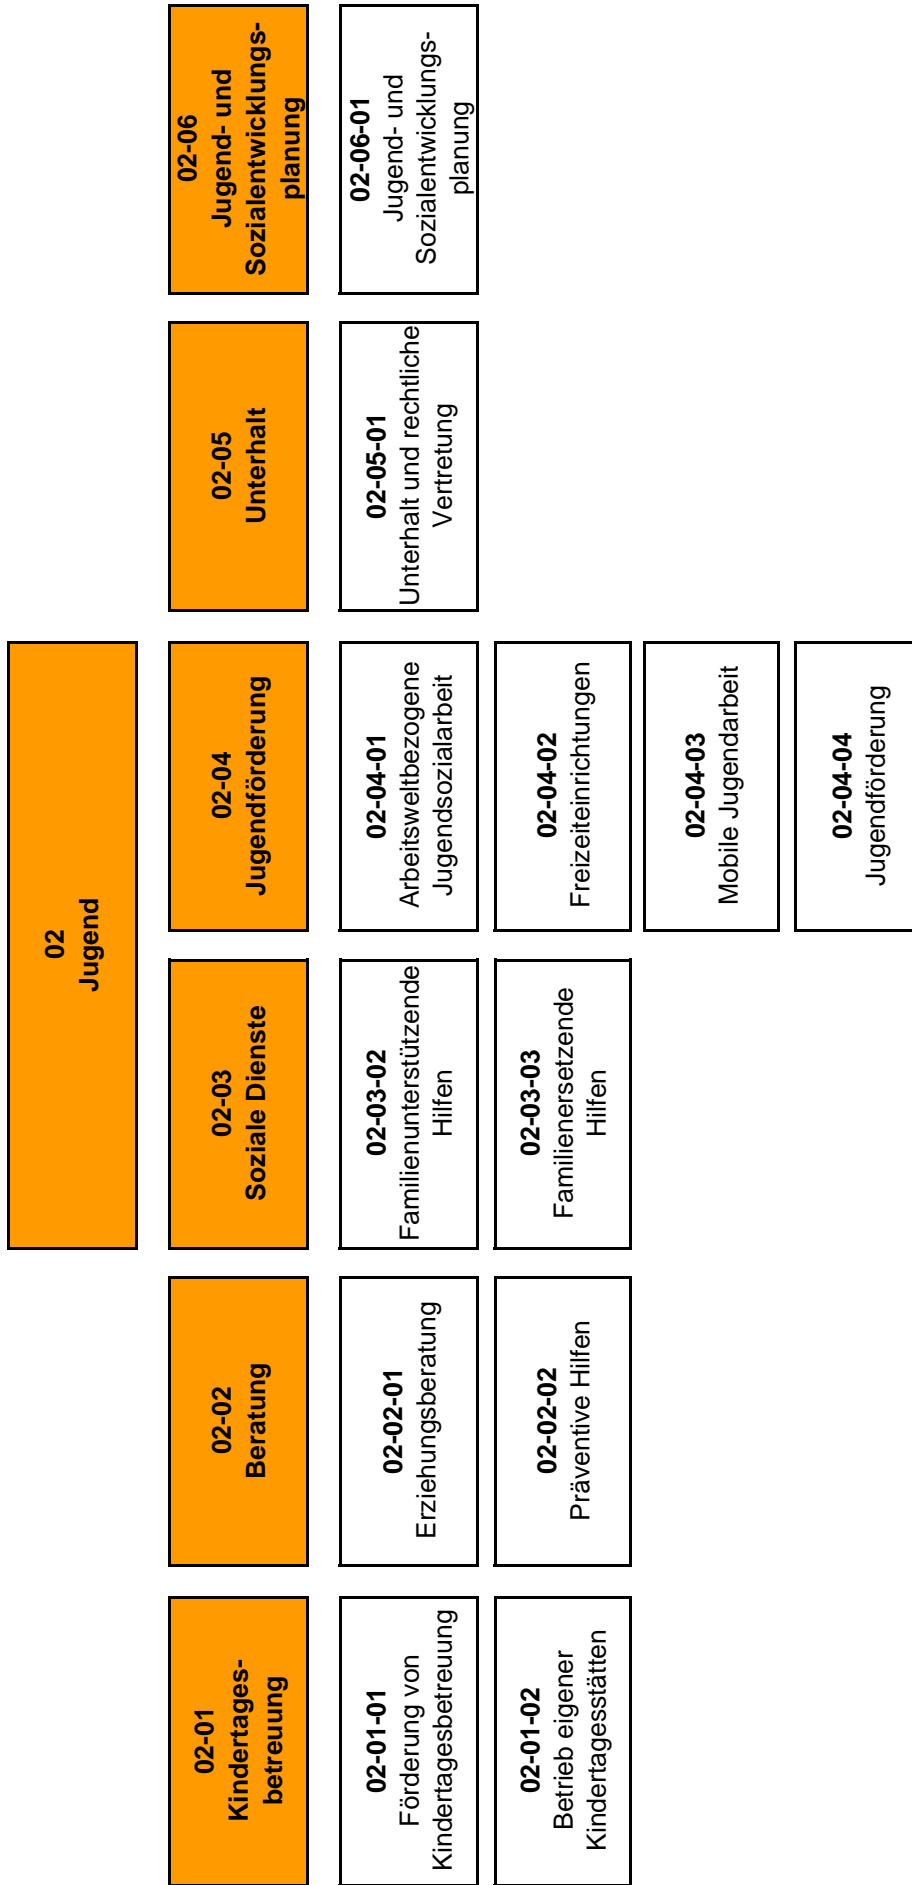 02
Jugend
02-01
Kindertages-
betreuung
02-02
Beratung
02-03
Soziale Dienste
02-04
Jugendförderung
02-05
Unterhalt
02-06
Jugend- und
Sozialentwicklungs-
planung
02-01-01
Förderung von
Kindertagesbetreuung
02-02-01
Erziehungsberatung
02-03-02
Familienunterstützende
Hilfen
02-04-01
Arbeitsweltbezogene
Jugendsozialarbeit
02-05-01
Unterhalt und rechtliche
Vertretung
02-06-01
Jugend- und
Sozialentwicklungs-
planung
02-01-02
Betrieb eigener
Kindertagesstätten
02-02-02
Präventive Hilfen
02-03-03
Familienersetzende
Hilfen
02-04-02
Freizeiteinrichtungen
02-04-03
Mobile Jugendarbeit
02-04-04
Jugendförderung